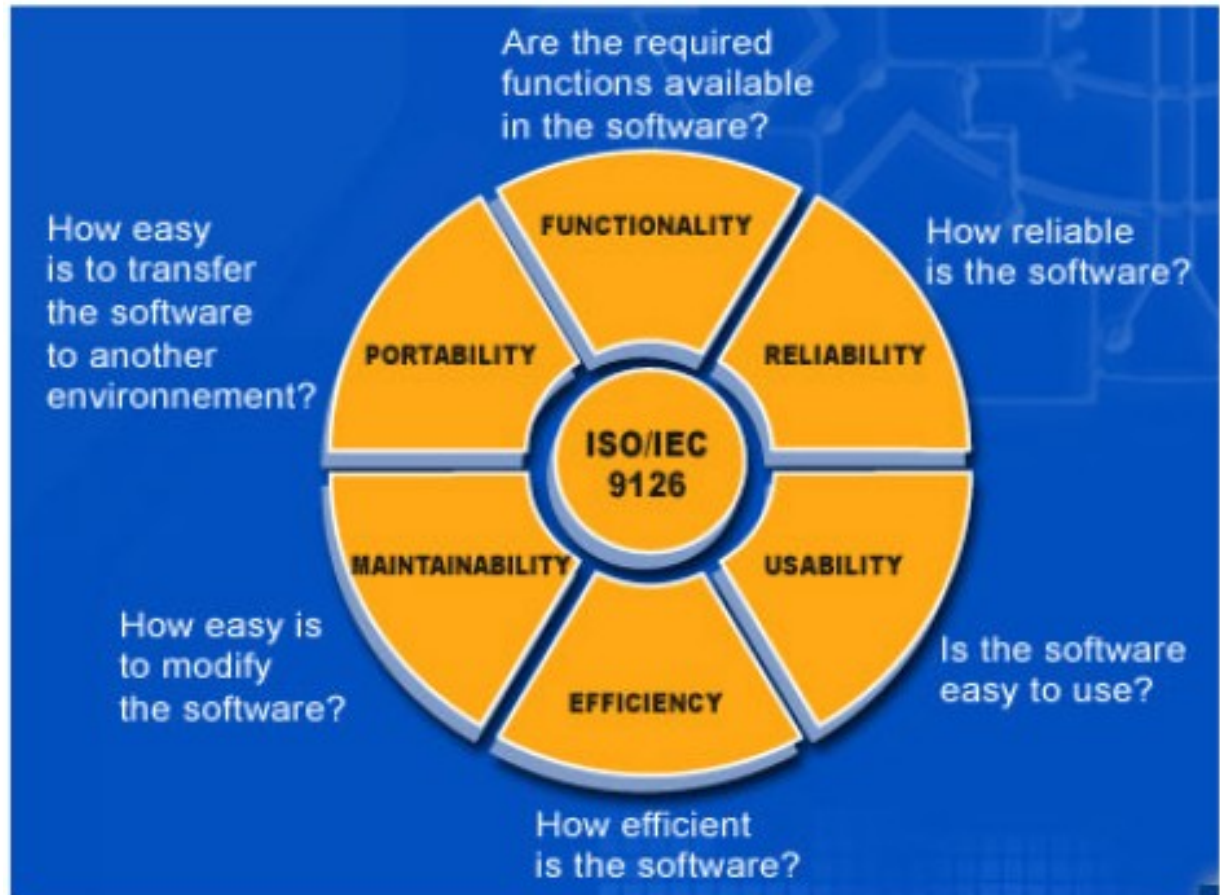 Are the required
functions available
in the software?
FUNCTIONALITY
How reliable
is the software?
RELIABILITY
USABILITY
Is the software
easy to use?
EFFICIENCY
How efficient
is the software?
MAINTAINABILITY
How easy is
to modify
the software?
PORTABILITY
How easy
is to transfer
the software
to another
environnement?
ISO/IEC
9126